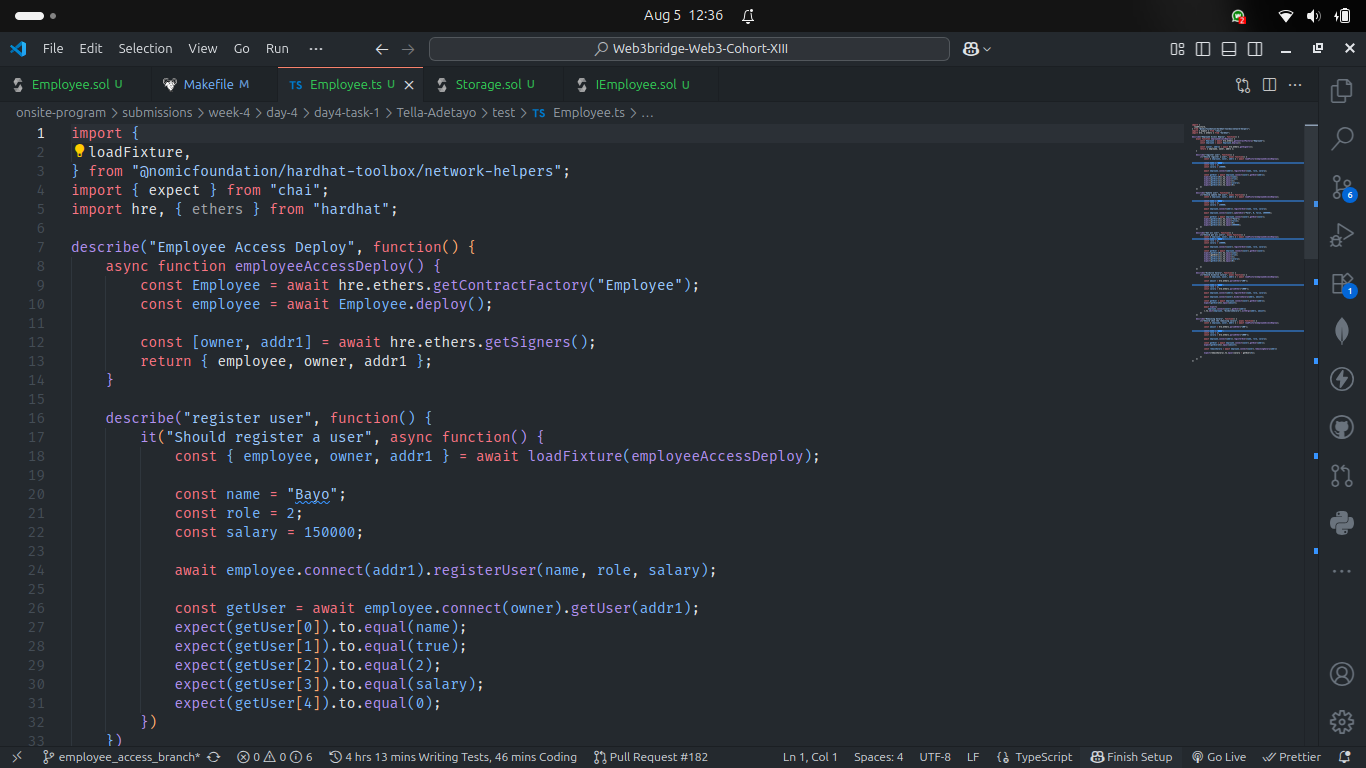 Aug 5 12:36
2
File Edit Selection View Go Run ··· Web3bridge-Web3-Cohort-XIII
Employee.sol U Makefile M TS Employee.ts U Storage.sol U IEmployee.sol U
onsite-program > submissions > week-4 > day-4 > day4-task-1 > Tella-Adetayo > test > TS Employee.ts > ...
1 import {
2 loadFixture,
3 } from "@nomicfoundation/hardhat-toolbox/network-helpers";
4 import { expect } from "chai";
5 import hre, { ethers } from "hardhat";
6
7 describe("Employee Access Deploy", function() {
8 async function employeeAccessDeploy() {
9 const Employee = await hre.ethers.getContractFactory("Employee");
10 const employee = await Employee.deploy();
11
12 const [owner, addr1] = await hre.ethers.getSigners();
13 return { employee, owner, addr1 };
14 }
15
16 describe("register user", function() {
17 it("Should register a user", async function() {
18 const { employee, owner, addr1 } = await loadFixture(employeeAccessDeploy);
19
20 const name = "Bayo";
21 const role = 2;
22 const salary = 150000;
23
24 await employee.connect(addr1).registerUser(name, role, salary);
25
26 const getUser = await employee.connect(owner).getUser(addr1);
27 expect(getUser[0]).to.equal(name);
28 expect(getUser[1]).to.equal(true);
29 expect(getUser[2]).to.equal(2);
30 expect(getUser[3]).to.equal(salary);
31 expect(getUser[4]).to.equal(0);
32 })
33 })
6
1
employee_access_branch* 0 0 6 4 hrs 13 mins Writing Tests, 46 mins Coding Pull Request #182 Ln 1, Col 1 Spaces: 4 UTF-8 LF {} TypeScript Finish Setup Go Live Prettier